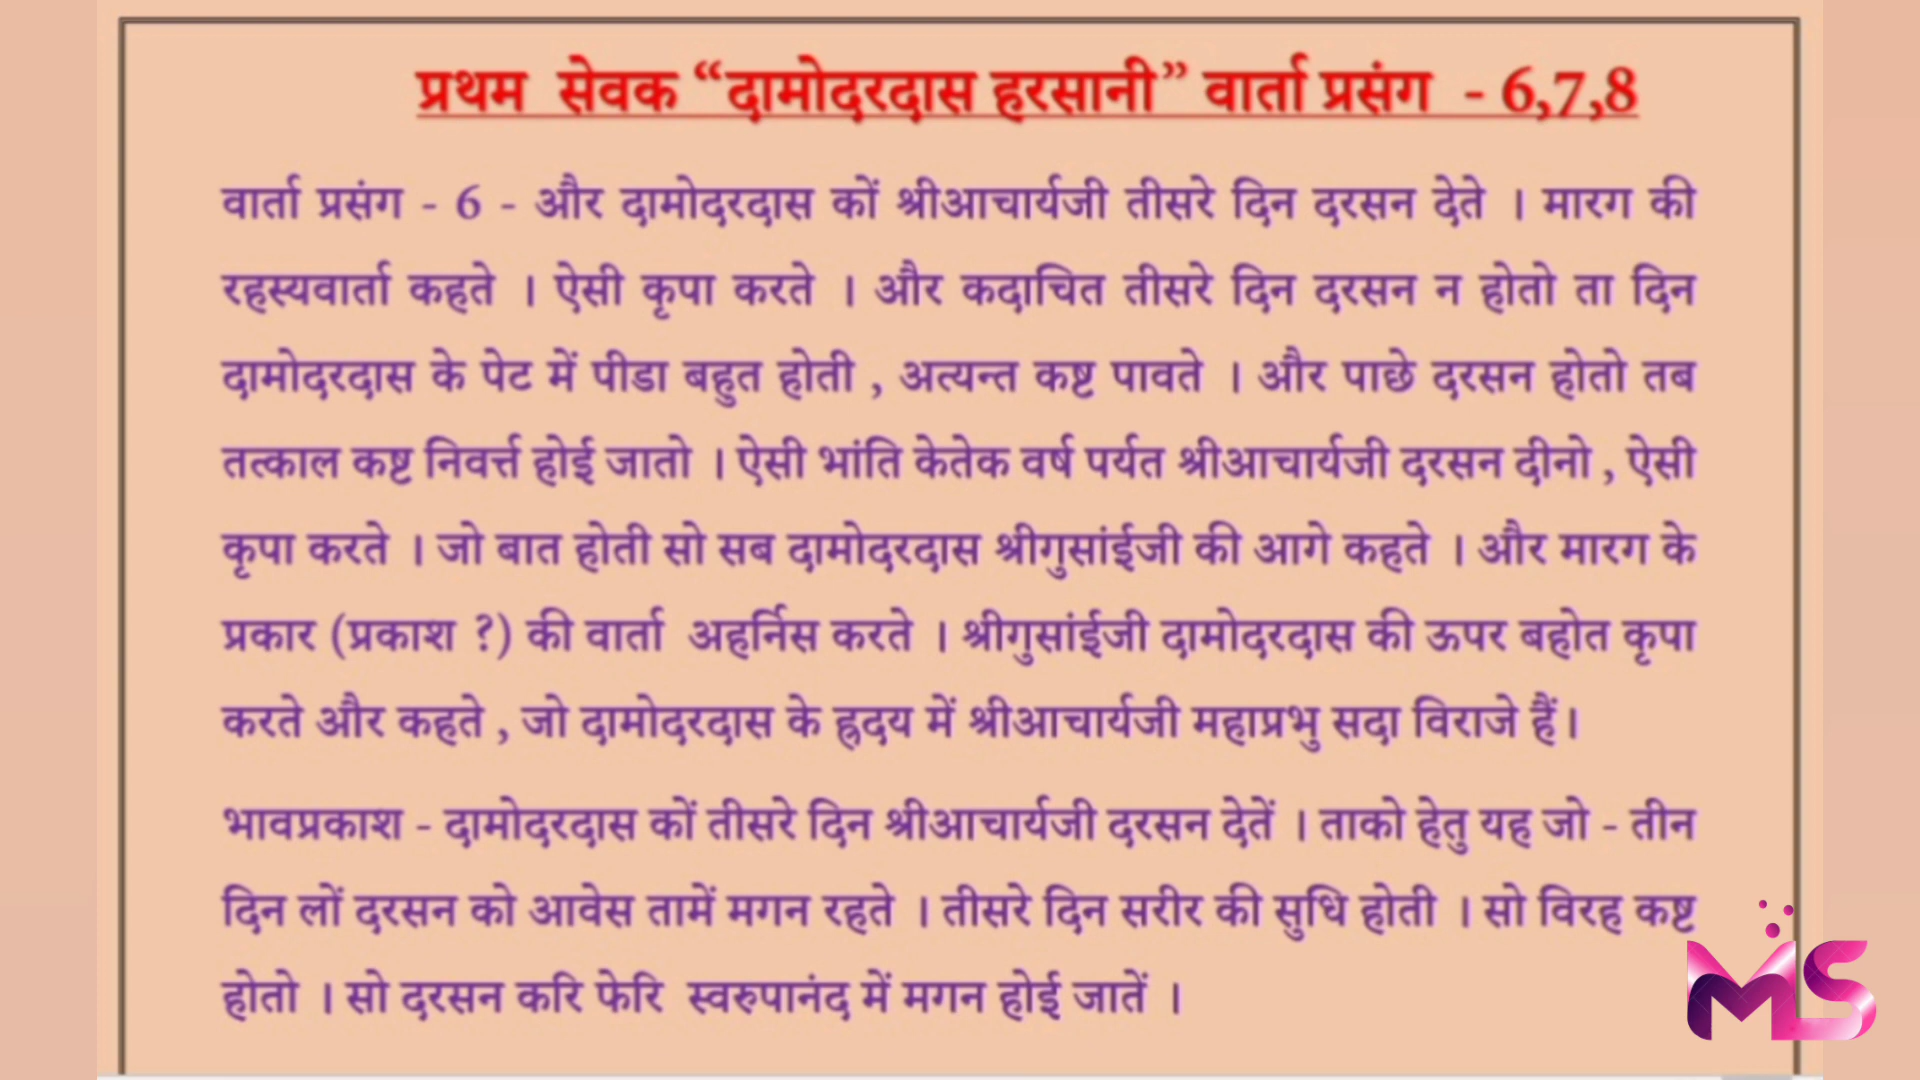 प्रथम सेवक “दामोदरदास हरसानी” वार्ता प्रसंग - 6,7,8
वार्ता प्रसंग - 6 - और दामोदरदास कों श्रीआचार्यजी तीसरे दिन दरसन देते । मारग की
रहस्यवार्ता कहते । ऐसी कृपा करते । और कदाचित तीसरे दिन दरसन न होतो ता दिन
दामोदरदास के पेट में पीडा बहुत होती , अत्यन्त कष्ट पावते । और पाछे दरसन होतो तब
तत्काल कष्ट निवर्त्त होई जातो । ऐसी भांति केतेक वर्ष पर्यत श्रीआचार्यजी दरसन दीनो , ऐसी
कृपा करते । जो बात होती सो सब दामोदरदास श्रीगुसांईजी की आगे कहते । और मारग के
प्रकार (प्रकाश ?) की वार्ता अहर्निस करते । श्रीगुसांईजी दामोदरदास की ऊपर बहोत कृपा
करते और कहते , जो दामोदरदास के ह्रदय में श्रीआचार्यजी महाप्रभु सदा विराजे हैं।
भावप्रकाश - दामोदरदास कों तीसरे दिन श्रीआचार्यजी दरसन देतें । ताको हेतु यह जो - तीन
दिन लों दरसन को आवेस तामें मगन रहते । तीसरे दिन सरीर की सुधि होती । सो विरह कष्ट
होतो । सो दरसन करि फेरि स्वरुपानंद में मगन होई जातें ।
MS